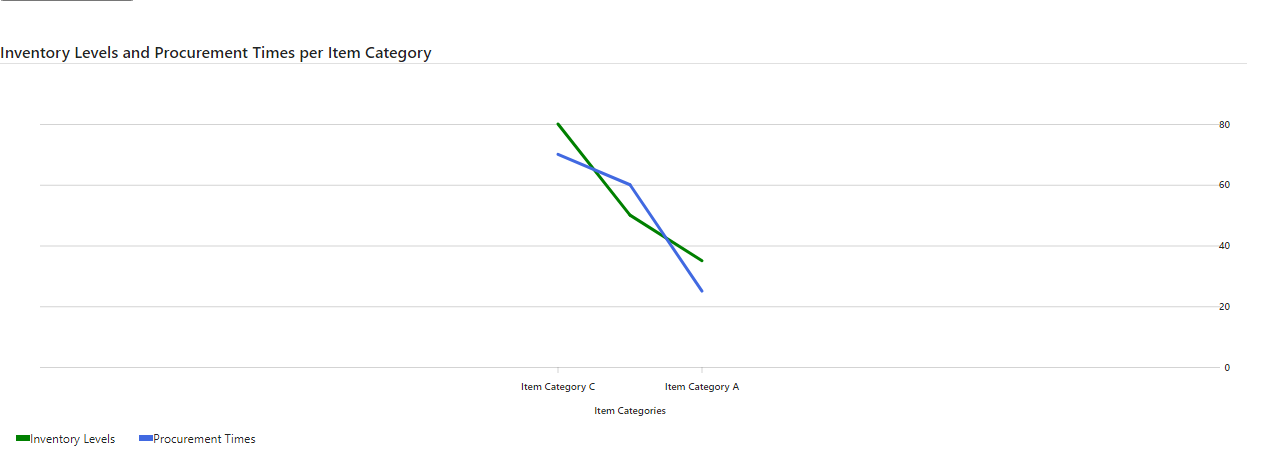 Inventory Levels and Procurement Times per Item Category
80
60
40
20
0
Item Category C Item Category A
Item Categories
Inventory Levels Procurement Times